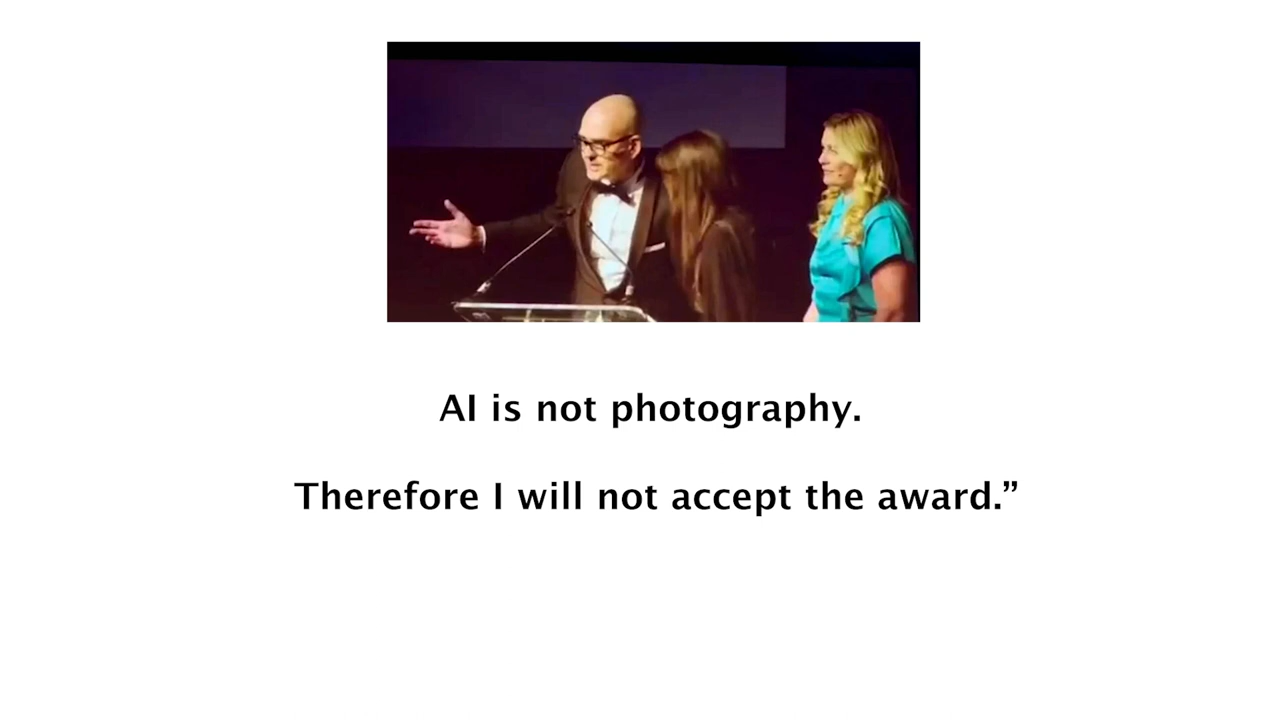 AI is not photography.
Therefore I will not accept the award.”